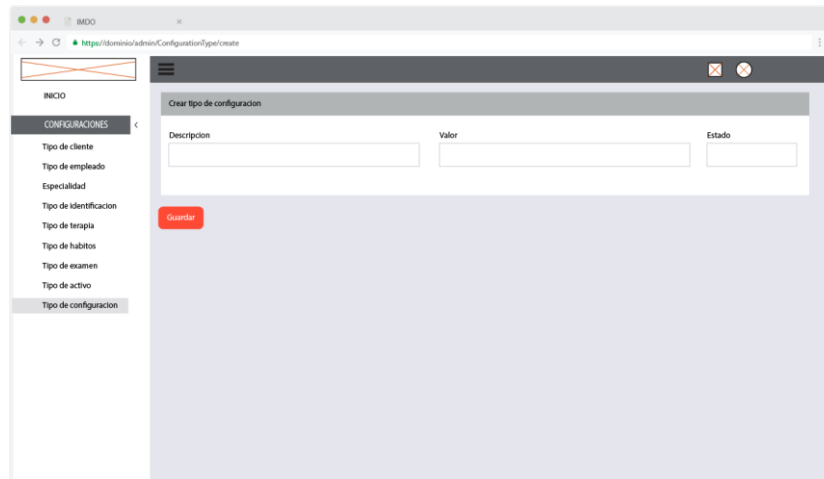 IMDO
https://dominio/admin/ConfigurationType/create
INICIO
CONFIGURACIONES
Tipo de cliente
Tipo de empleado
Especialidad
Tipo de identificacion
Tipo de terapia
Tipo de habitos
Tipo de examen
Tipo de activo
Tipo de configuracion
Crear tipo de configuracion
Descripcion
Valor
Estado
Guardar